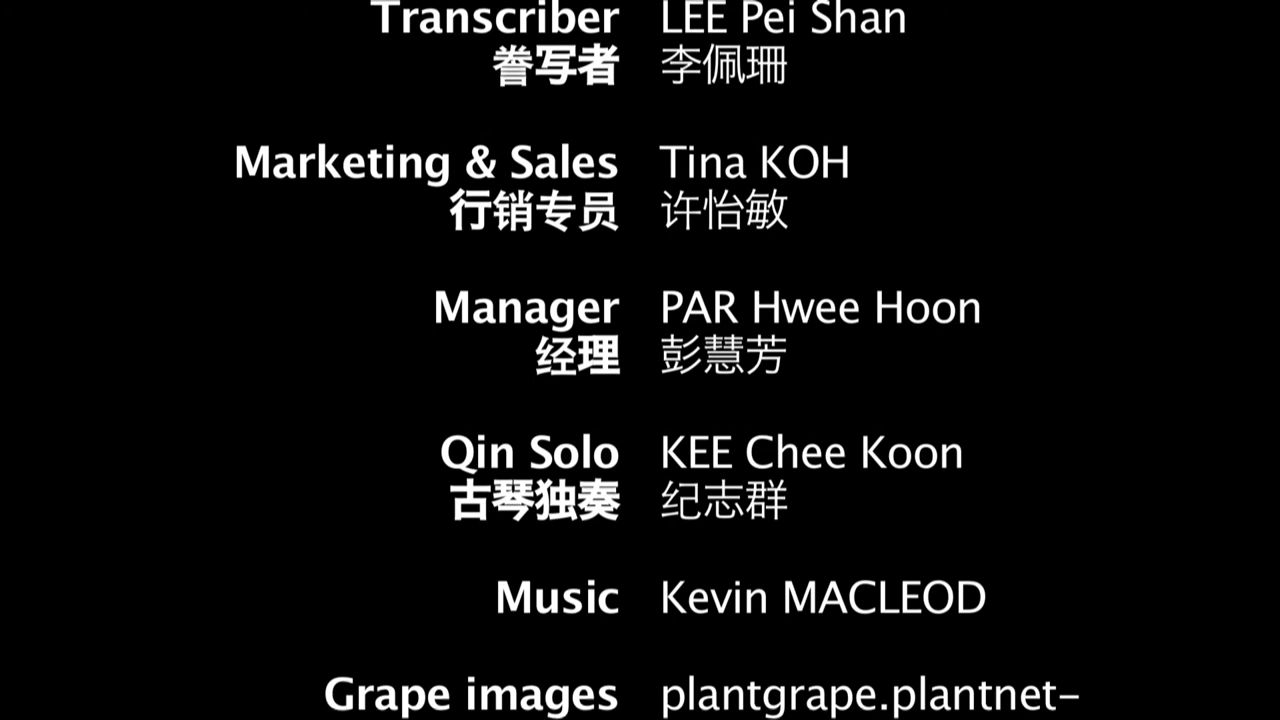 Transcriber LEE Pei Shan
誊写者 李佩珊
Marketing & Sales Tina KOH
行销专员 许怡敏
Manager PAR Hwee Hoon
经理 彭慧芳
Qin Solo KEE Chee Koon
古琴独奏 纪志群
Music Kevin MACLEOD
Grape images plantgrape.plantnet-